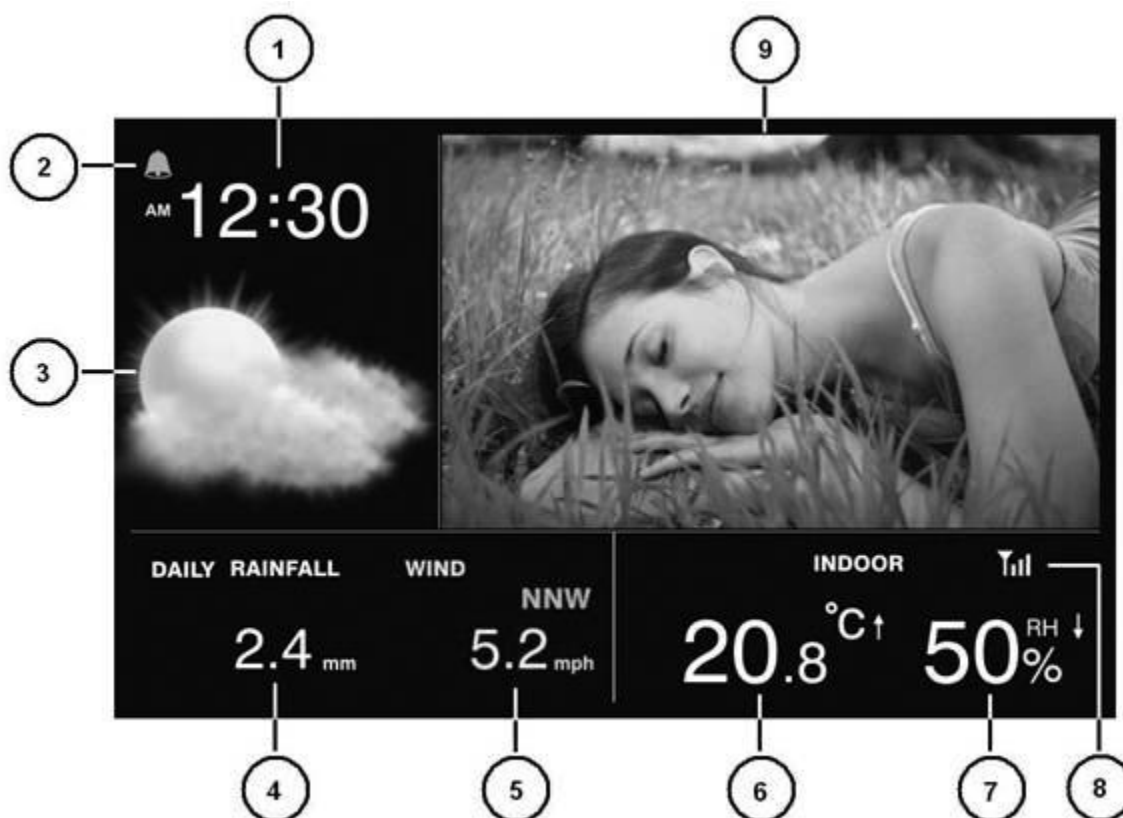 1
9
2
AM 12:30
3
DAILY RAINFALL
WIND
INDOOR
NNW
2.4 mm
5.2 mph
20.8 °C ↑
50 % RH ↓
4
5
6
7
8